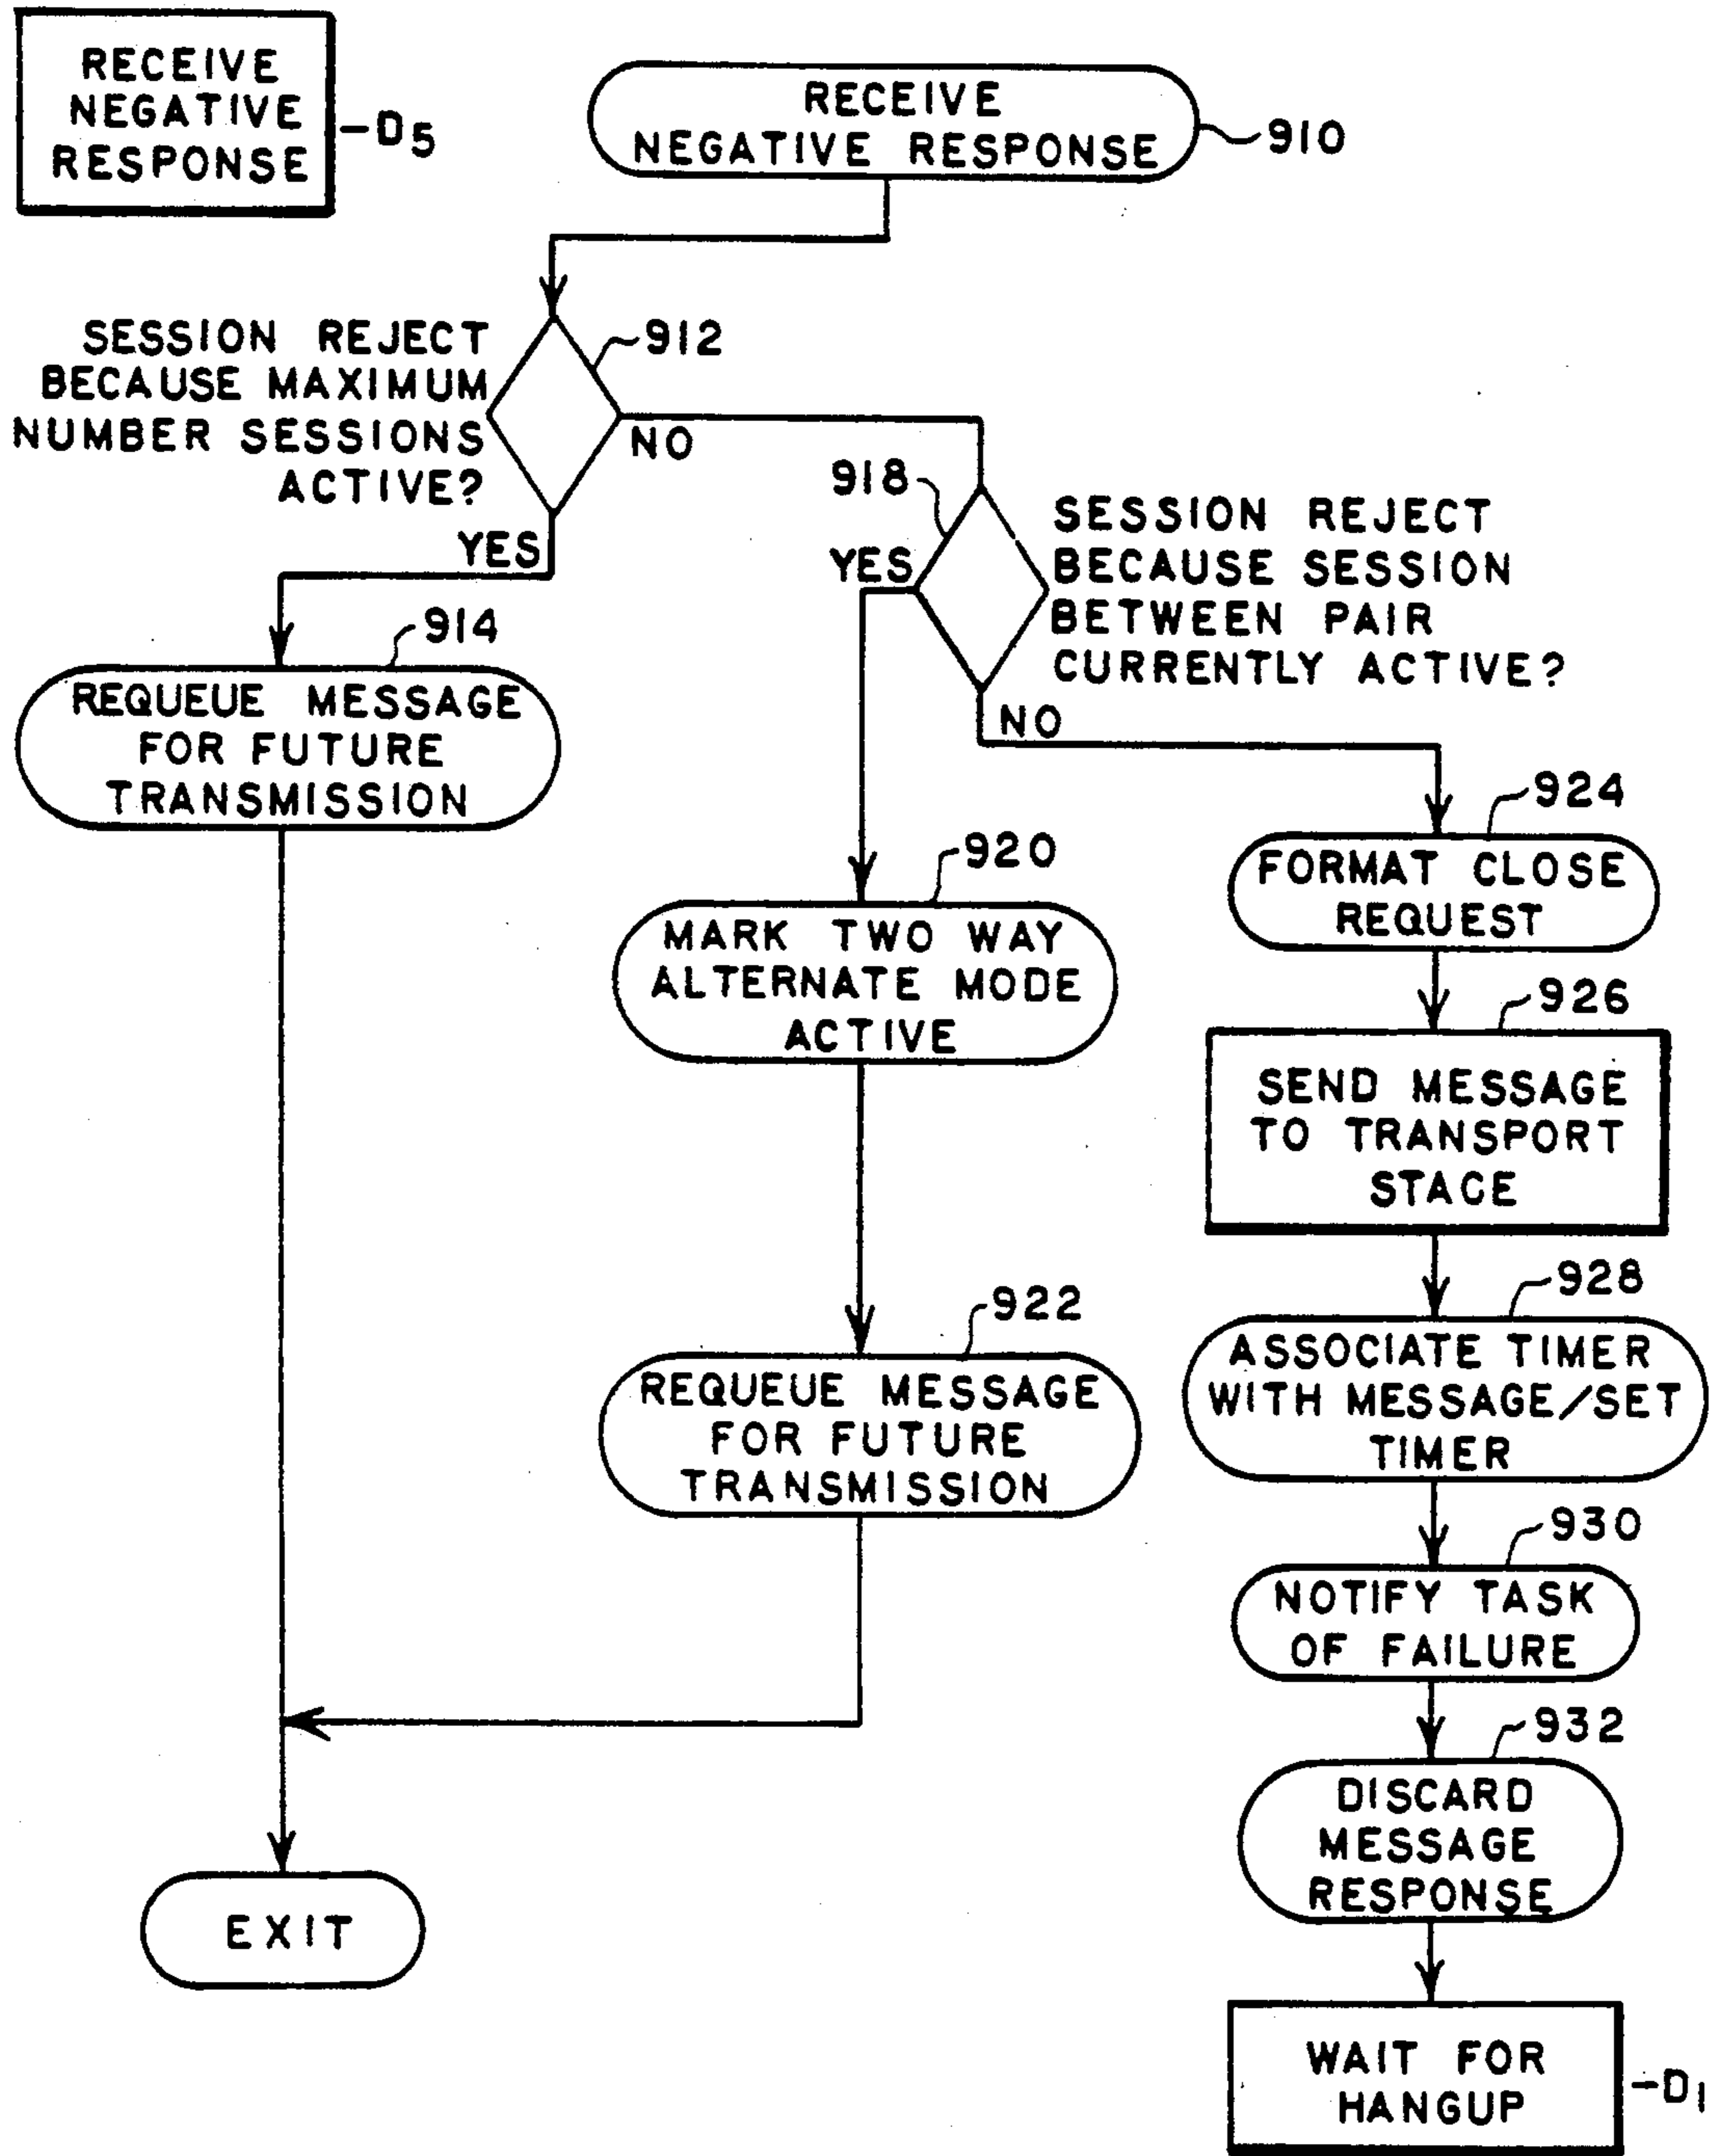 RECEIVE
NEGATIVE
RESPONSE
-D5
RECEIVE
NEGATIVE RESPONSE
910
SESSION REJECT
BECAUSE MAXIMUM
NUMBER SESSIONS
ACTIVE?
912
NO
YES
918
YES
SESSION REJECT
BECAUSE SESSION
BETWEEN PAIR
CURRENTLY ACTIVE?
NO
914
REQUEUE MESSAGE
FOR FUTURE
TRANSMISSION
920
MARK TWO WAY
ALTERNATE MODE
ACTIVE
922
REQUEUE MESSAGE
FOR FUTURE
TRANSMISSION
EXIT
924
FORMAT CLOSE
REQUEST
926
SEND MESSAGE
TO TRANSPORT
STAGE
928
ASSOCIATE TIMER
WITH MESSAGE/SET
TIMER
930
NOTIFY TASK
OF FAILURE
932
DISCARD
MESSAGE
RESPONSE
WAIT FOR
HANGUP
-D1